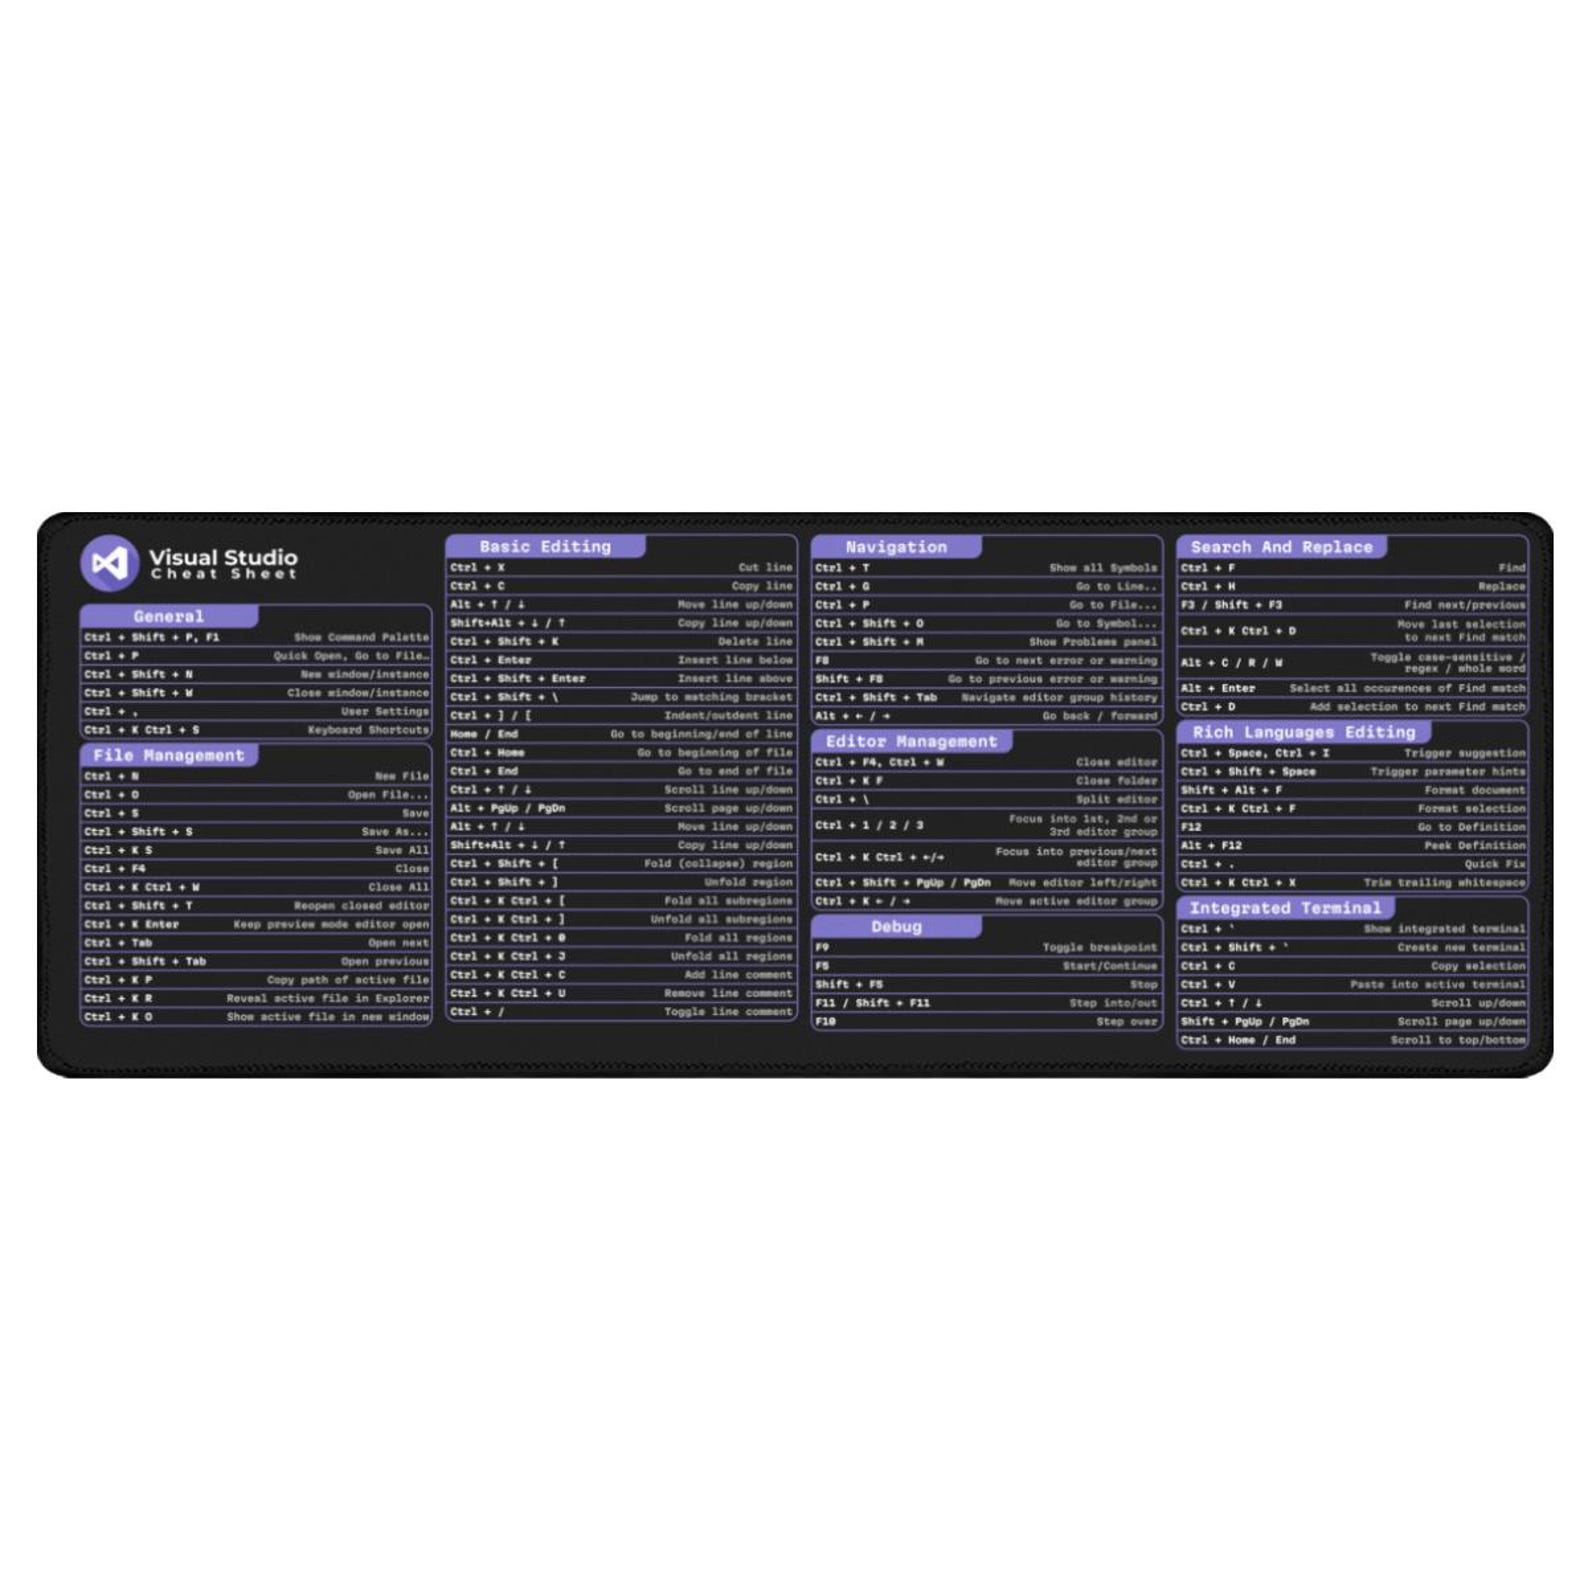 Visual Studio
Cheat Sheet
General
Ctrl + Shift + P, F1 Show Command Palette
Ctrl + P Quick Open, Go to File…
Ctrl + Shift + N New window/instance
Ctrl + Shift + W Close window/instance
Ctrl + , User Settings
Ctrl + K Ctrl + S Keyboard Shortcuts
File Management
Ctrl + N New File
Ctrl + O Open File...
Ctrl + S Save
Ctrl + Shift + S Save As...
Ctrl + K S Save All
Ctrl + F4 Close
Ctrl + K Ctrl + W Close All
Ctrl + Shift + T Reopen closed editor
Ctrl + K Enter Keep preview mode editor open
Ctrl + Tab Open next
Ctrl + Shift + Tab Open previous
Ctrl + K P Copy path of active file
Ctrl + K R Reveal active file in Explorer
Ctrl + K O Show active file in new window
Basic Editing
Ctrl + X Cut line
Ctrl + C Copy line
Alt + ↑ / ↓ Move line up/down
Shift+Alt + ↓ / ↑ Copy line up/down
Ctrl + Shift + K Delete line
Ctrl + Enter Insert line below
Ctrl + Shift + Enter Insert line above
Ctrl + Shift + \ Jump to matching bracket
Ctrl + ] / [ Indent/outdent line
Home / End Go to beginning/end of line
Ctrl + Home Go to beginning of file
Ctrl + End Go to end of file
Ctrl + ↑ / ↓ Scroll line up/down
Alt + PgUp / PgDn Scroll page up/down
Alt + ↑ / ↓ Move line up/down
Shift+Alt + ↓ / ↑ Copy line up/down
Ctrl + Shift + [ Fold (collapse) region
Ctrl + Shift + ] Unfold region
Ctrl + K Ctrl + [ Fold all subregions
Ctrl + K Ctrl + ] Unfold all subregions
Ctrl + K Ctrl + 0 Fold all regions
Ctrl + K Ctrl + J Unfold all regions
Ctrl + K Ctrl + C Add line comment
Ctrl + K Ctrl + U Remove line comment
Ctrl + / Toggle line comment
Navigation
Ctrl + T Show all Symbols
Ctrl + G Go to Line..
Ctrl + P Go to File...
Ctrl + Shift + O Go to Symbol...
Ctrl + Shift + M Show Problems panel
F8 Go to next error or warning
Shift + F8 Go to previous error or warning
Ctrl + Shift + Tab Navigate editor group history
Alt + ← / → Go back / forward
Editor Management
Ctrl + F4, Ctrl + W Close editor
Ctrl + K F Close folder
Ctrl + \ Split editor
Ctrl + 1 / 2 / 3 Focus into 1st, 2nd or
3rd editor group
Ctrl + K Ctrl + ←/→ Focus into previous/next
editor group
Ctrl + Shift + PgUp / PgDn Move editor left/right
Ctrl + K ← / → Move active editor group
Debug
F9 Toggle breakpoint
F5 Start/Continue
Shift + F5 Stop
F11 / Shift + F11 Step into/out
F10 Step over
Search And Replace
Ctrl + F Find
Ctrl + H Replace
F3 / Shift + F3 Find next/previous
Ctrl + K Ctrl + D Move last selection
to next Find match
Alt + C / R / W Toggle case-sensitive /
regex / whole word
Alt + Enter Select all occurences of Find match
Ctrl + D Add selection to next Find match
Rich Languages Editing
Ctrl + Space, Ctrl + I Trigger suggestion
Ctrl + Shift + Space Trigger parameter hints
Shift + Alt + F Format document
Ctrl + K Ctrl + F Format selection
F12 Go to Definition
Alt + F12 Peek Definition
Ctrl + . Quick Fix
Ctrl + K Ctrl + X Trim trailing whitespace
Integrated Terminal
Ctrl + ` Show integrated terminal
Ctrl + Shift + ` Create new terminal
Ctrl + C Copy selection
Ctrl + V Paste into active terminal
Ctrl + ↑ / ↓ Scroll up/down
Shift + PgUp / PgDn Scroll page up/down
Ctrl + Home / End Scroll to top/bottom